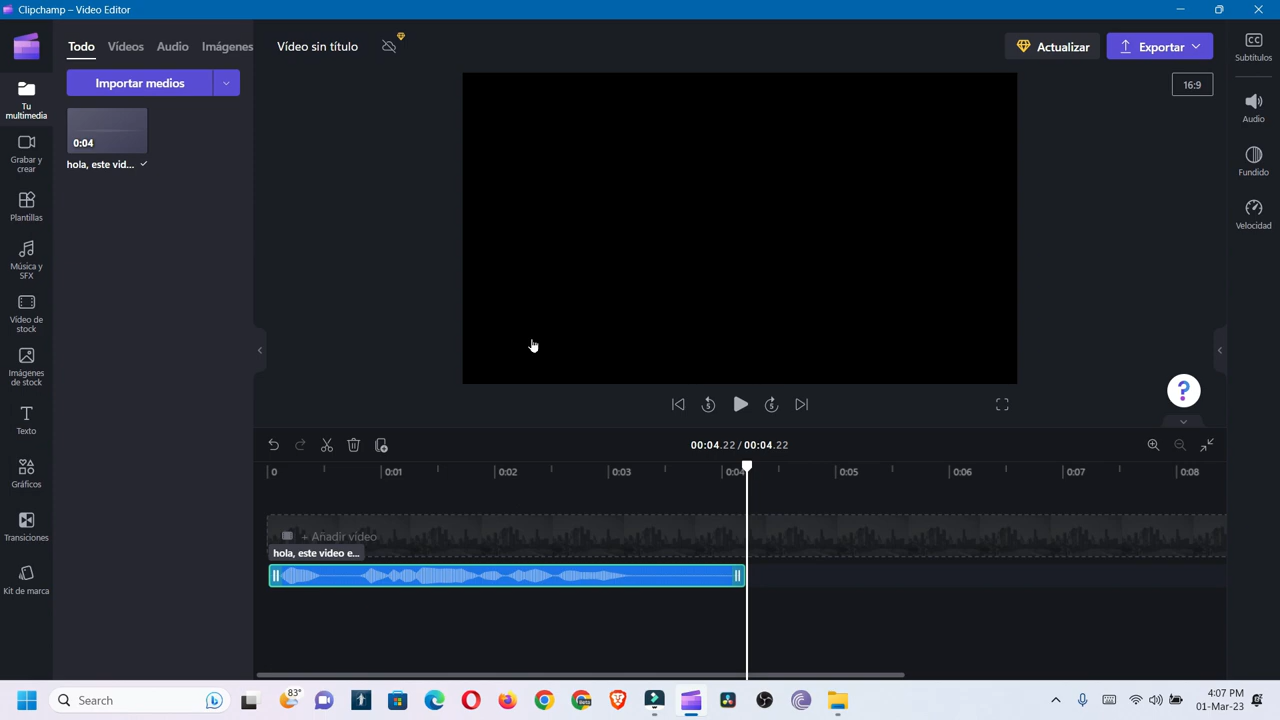 Clipchamp – Video Editor
Todo
Vídeos
Audio
Imágenes
Vídeo sin título
Actualizar
Exportar
CC
Subtítulos
Importar medios
16:9
Tu
multimedia
0:04
hola, este vid...
Audio
Grabar y
crear
Fundido
Plantillas
Velocidad
Música y
SFX
Vídeo de
stock
Imágenes
de stock
5
5
?
Texto
00:04.22 / 00:04.22
0
0:01
0:02
0:03
0:04
0:05
0:06
0:07
0:08
Gráficos
Transiciones
+ Añadir vídeo
hola, este video e...
Kit de marca
Search
83°
4:07 PM
01-Mar-23